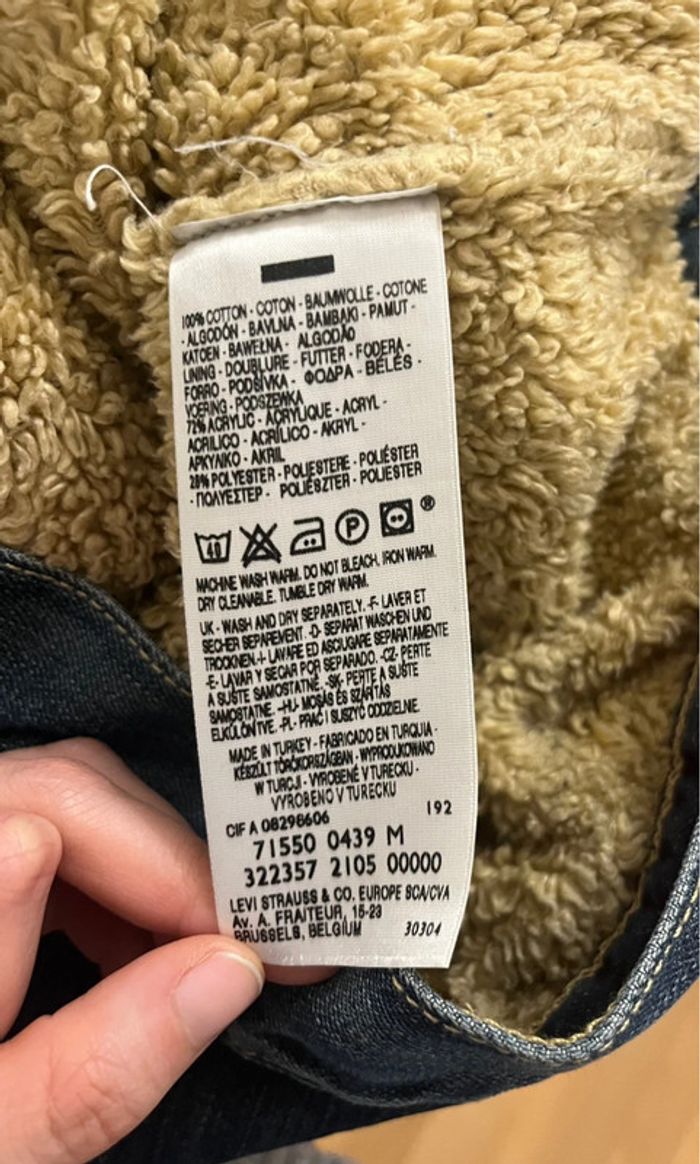 100% COTTON - COTON - BAUMWOLLE - COTONE
- ALGODÓN - BAVLNA - BAMBAKI - PAMUT -
KATOEN - BAWEŁNA - ALGODÃO
LINING - DOUBLURE - FUTTER - FODERA -
FORRO - PODŠÍVKA - ΦΟΔΡΑ - BÉLÉS -
VOERING - PODSZEWKA
72% ACRYLIC - ACRYLIQUE - ACRYL -
ACRILICO - ACRÍLICO - AKRYL -
ΑΡΚΥΛΙΚΟ - AKRIL
28% POLYESTER - POLIESTERE - POLIÉSTER
- ΠΟΛΥΕΣΤΕΡ - POLIÉSZTER - POLIESTER
40 P ®
MACHINE WASH WARM. DO NOT BLEACH. IRON WARM.
DRY CLEANABLE. TUMBLE DRY WARM.
UK - WASH AND DRY SEPARATELY. -F- LAVER ET
SECHER SEPAREMENT. -D- SEPARAT WASCHEN UND
TROCKNEN.-I- LAVARE ED ASCIUGARE SEPARATAMENTE
-E- LAVAR Y SECAR POR SEPARADO. -CZ- PERTE
A SUŠTE SAMOSTATNĚ. -SK- PERTE A SUŠTE
SAMOSTATNE. -HU- MOSÁS ÉS SZÁRÍTÁS
ELKÜLÖNÍTVE. -PL- PRAĆ I SUSZYĆ ODDZIELNIE.
MADE IN TURKEY - FABRICADO EN TURQUIA -
KÉSZÜLT TÖRÖKORSZÁGBAN - WYPRODUKOWANO
W TURCJI - VYROBENÉ V TURECKU -
VYROBENO V TURECKU
CIF A 08298606 192
71550 0439 M
322357 2105 00000
LEVI STRAUSS & CO. EUROPE SCA/CVA
AV. A. FRAITEUR, 15-23
BRUSSELS, BELGIUM 30304